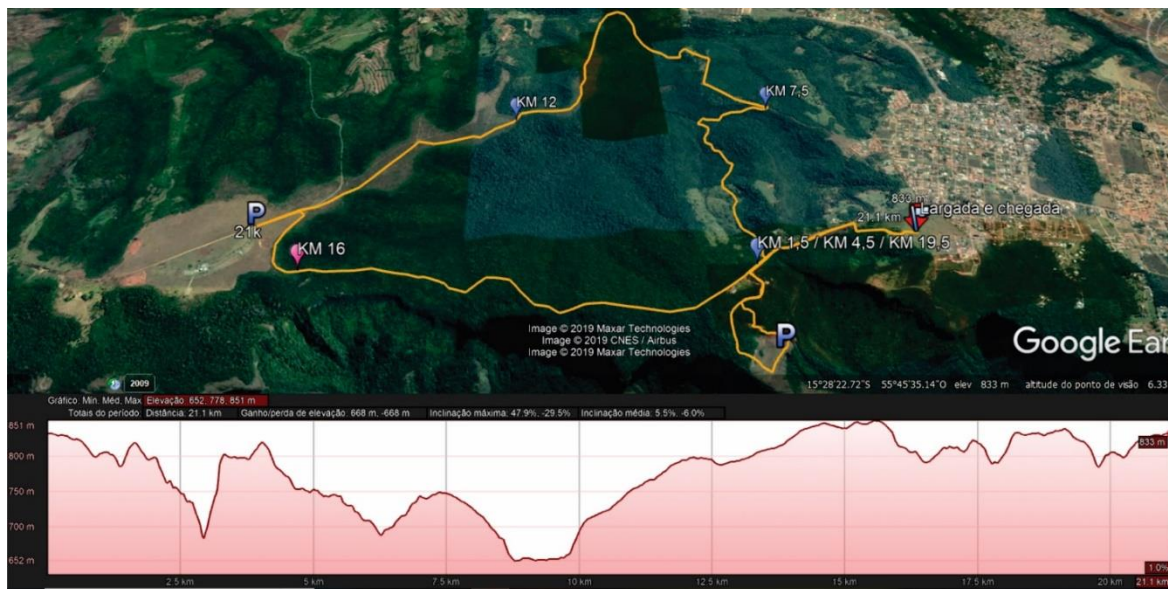 KM 12
KM 7,5
P
21k
833 m
21.1 km
Largada e chegada
KM 16
KM 1,5 / KM 4,5 / KM 19,5
P
Image © 2019 Maxar Technologies
Image © 2019 CNES / Airbus
Image © 2019 Maxar Technologies
Google Ear
2009
15°28'22.72"S 55°45'35.14"O elev 833 m altitude do ponto de visão 6.33
Gráfico: Mín, Méd, Máx Elevação: 652, 778, 851 m
Totais do período: Distância: 21.1 km Ganho/perda de elevação: 668 m, -668 m Inclinação máxima: 47.9%, -29.5% Inclinação média: 5.5%, -6.0%
851 m
833 m
800 m
750 m
700 m
652 m
1.0%
2.5 km 5 km 7.5 km 10 km 12.5 km 15 km 17.5 km 20 km 21.1 km